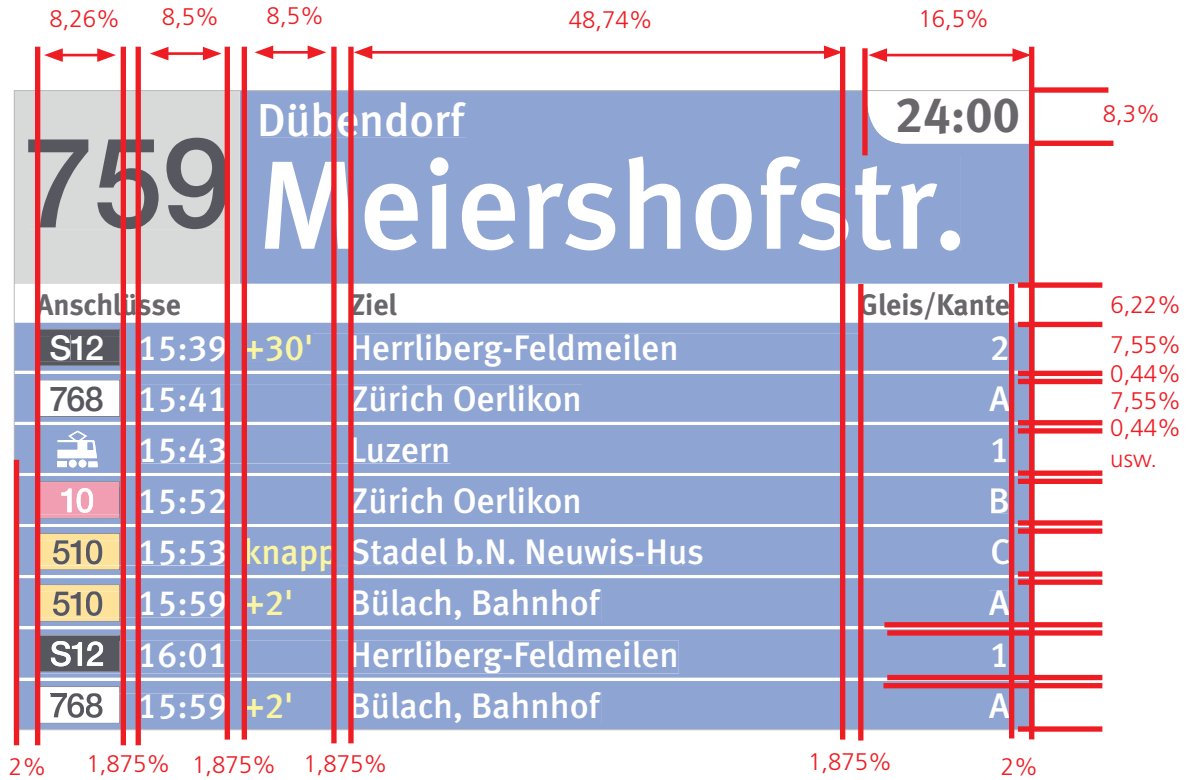 8,26% 8,5% 8,5% 48,74% 16,5%
759 Dübendorf 24:00
8,3%
Meiershofstr.
Anschlüsse Ziel Gleis/Kante
6,22%
S12 15:39 +30' Herrliberg-Feldmeilen 2
7,55%
0,44%
768 15:41 Zürich Oerlikon A
7,55%
0,44%
15:43 Luzern 1
usw.
10 15:52 Zürich Oerlikon B
510 15:53 knapp Stadel b.N. Neuwis-Hus C
510 15:59 +2' Bülach, Bahnhof A
S12 16:01 Herrliberg-Feldmeilen 1
768 15:59 +2' Bülach, Bahnhof A
2% 1,875% 1,875% 1,875% 1,875% 2%